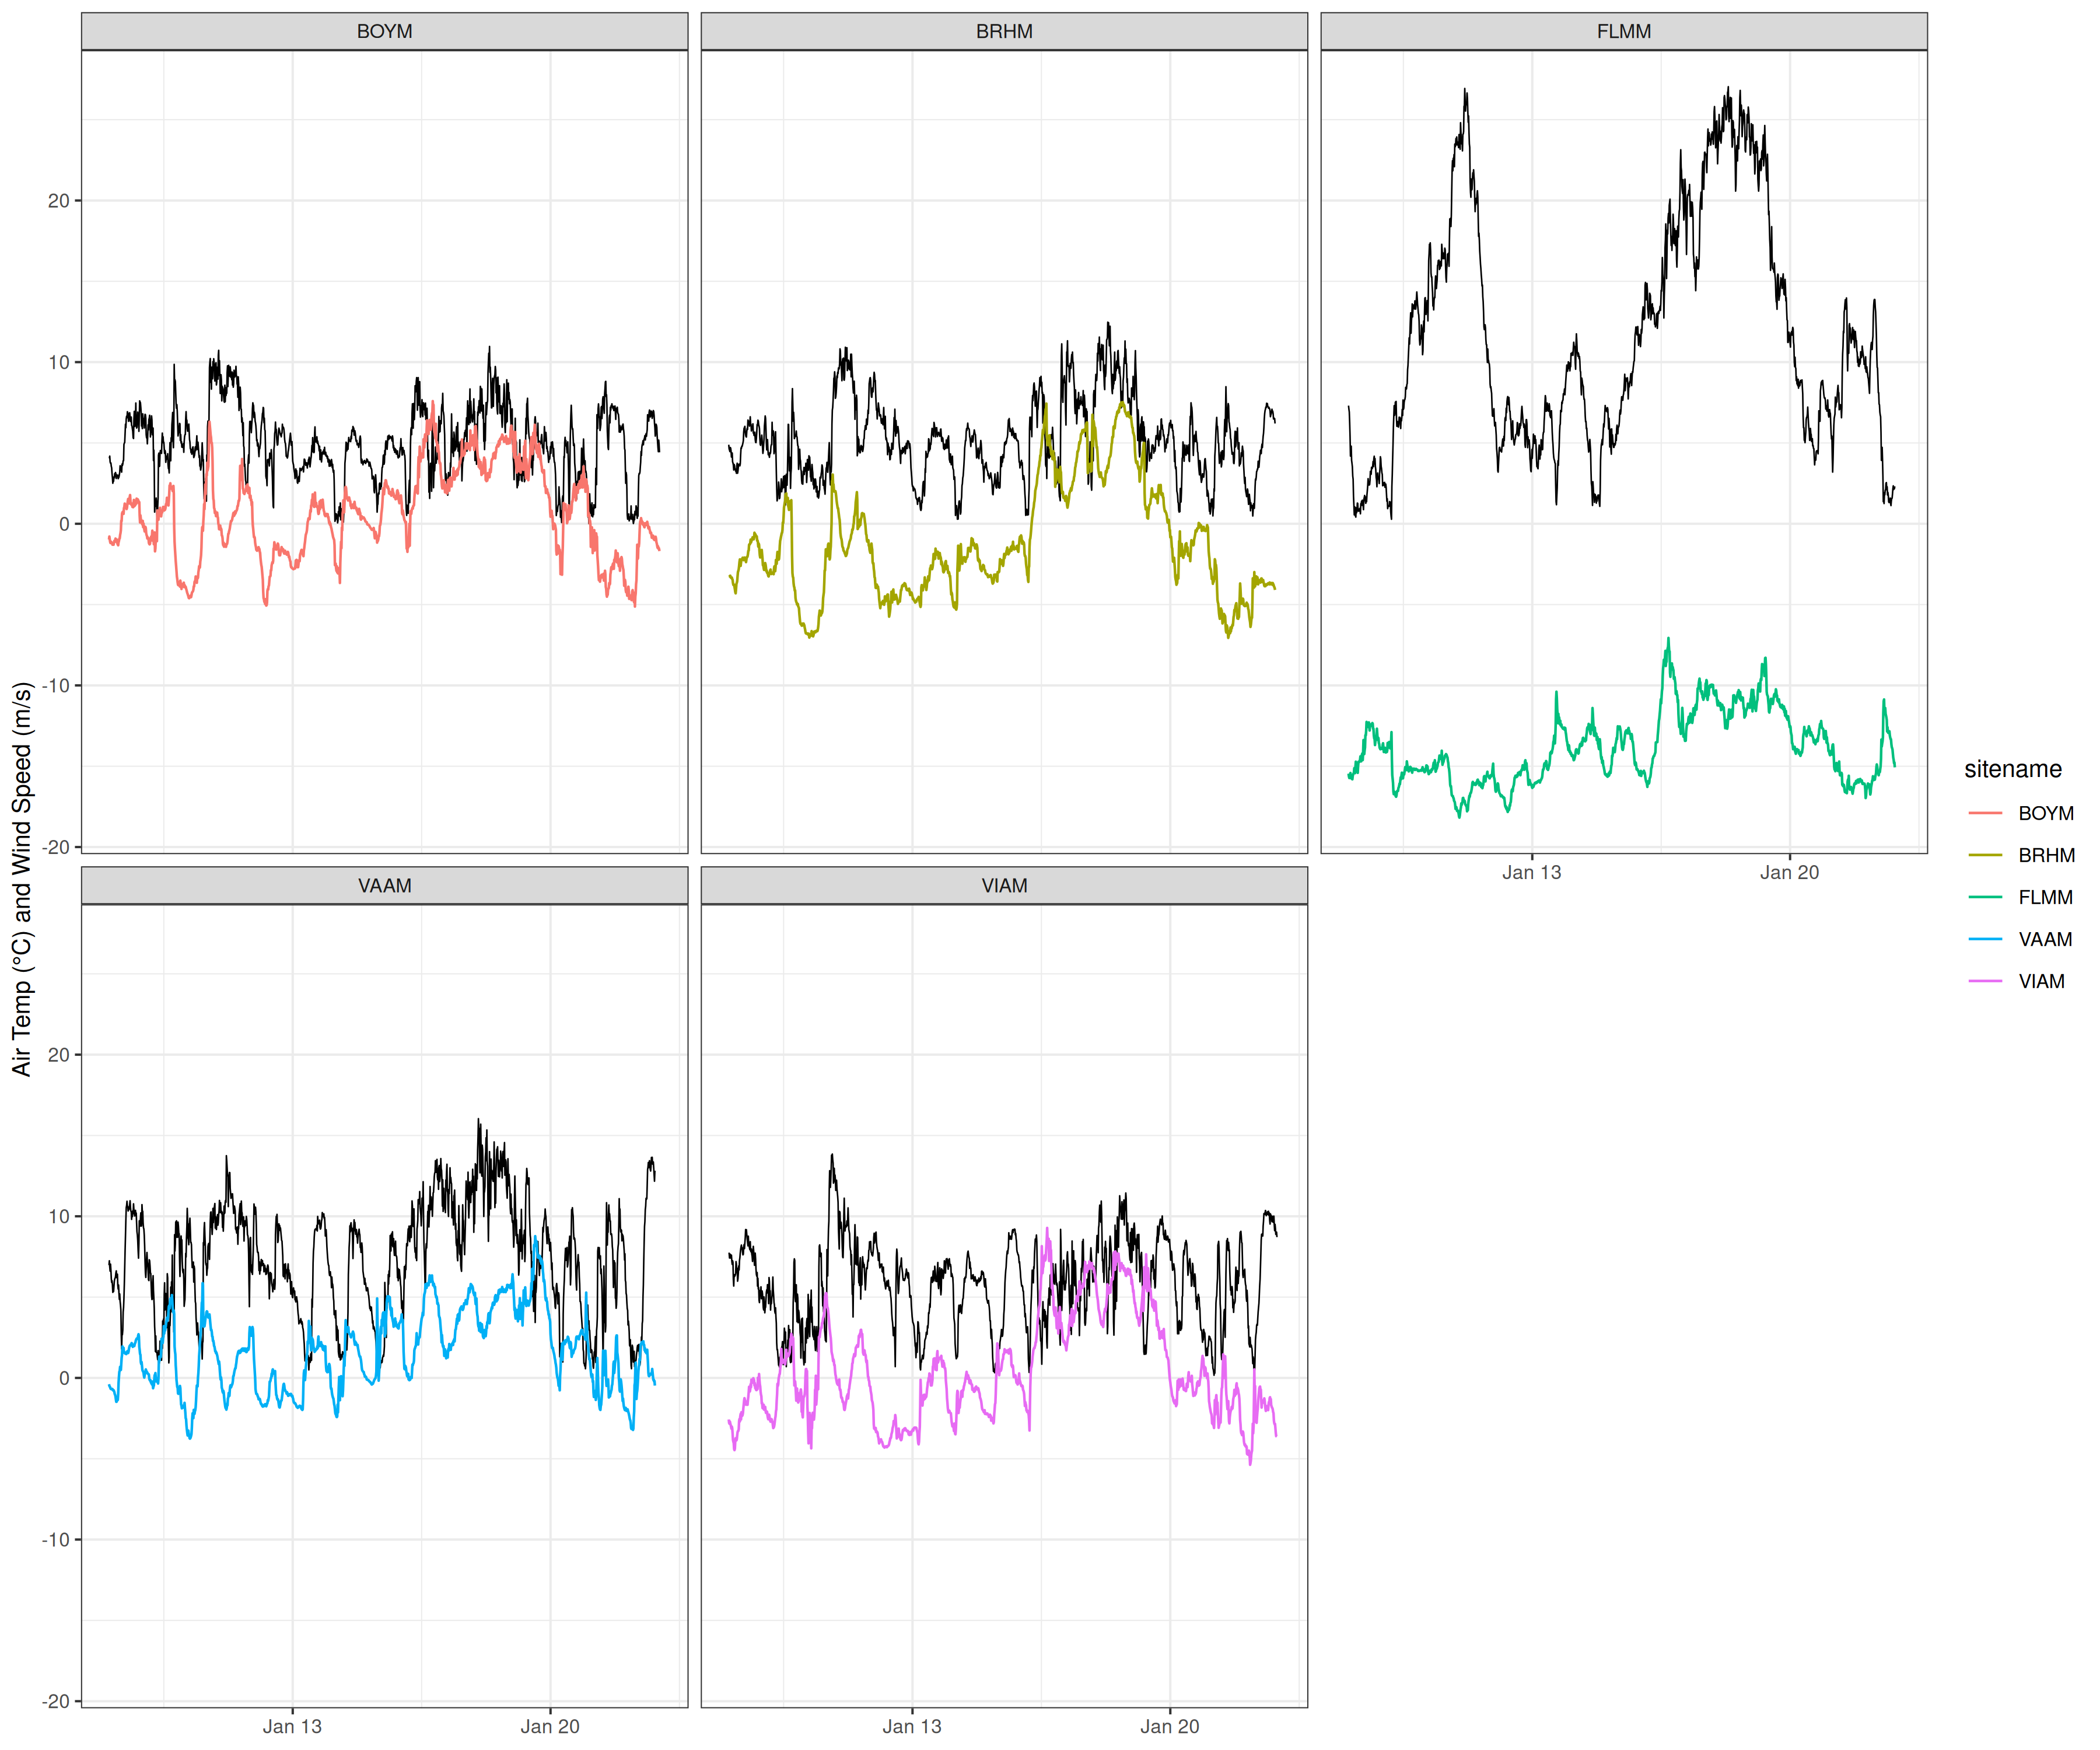 BOYM
BRHM
FLMM
20
10
0
-10
-20
Jan 13
Jan 20
VAAM
VIAM
20
10
0
-10
-20
Jan 13
Jan 20
Jan 13
Jan 20
Air Temp (°C) and Wind Speed (m/s)
sitename
BOYM
BRHM
FLMM
VAAM
VIAM